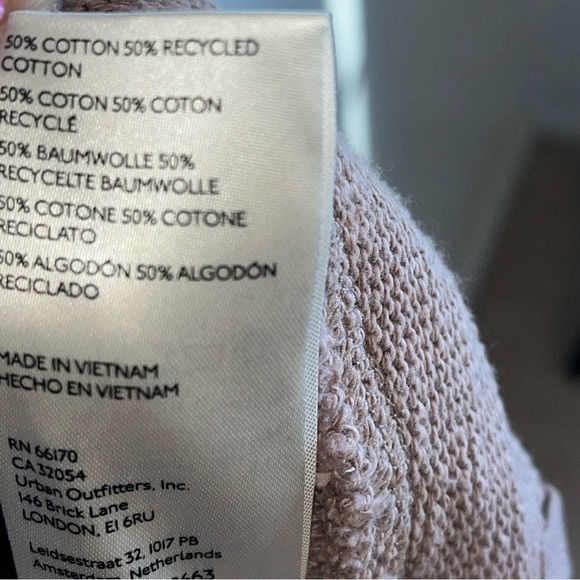 50% COTTON 50% RECYCLED
COTTON
50% COTON 50% COTON
RECYCLÉ
50% BAUMWOLLE 50%
RECYCELTE BAUMWOLLE
50% COTONE 50% COTONE
RECICLATO
50% ALGODÓN 50% ALGODÓN
RECICLADO
MADE IN VIETNAM
HECHO EN VIETNAM
RN 66170
CA 32054
Urban Outfitters, Inc.
146 Brick Lane
LONDON, E1 6RU
Leidsestraat 32, 1017 PB
Amsterdam, Netherlands